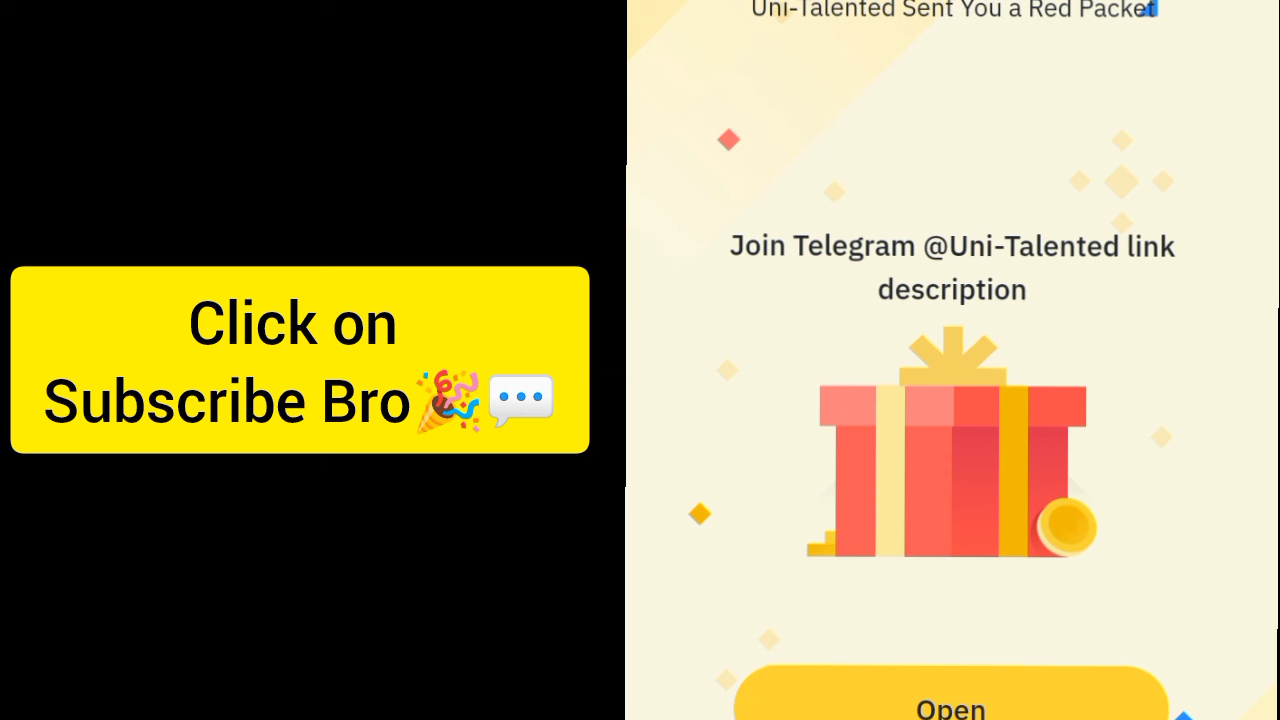 Click on
Subscribe Bro🎉💬
Uni-Talented Sent You a Red Packet
Join Telegram @Uni-Talented link
description
Open